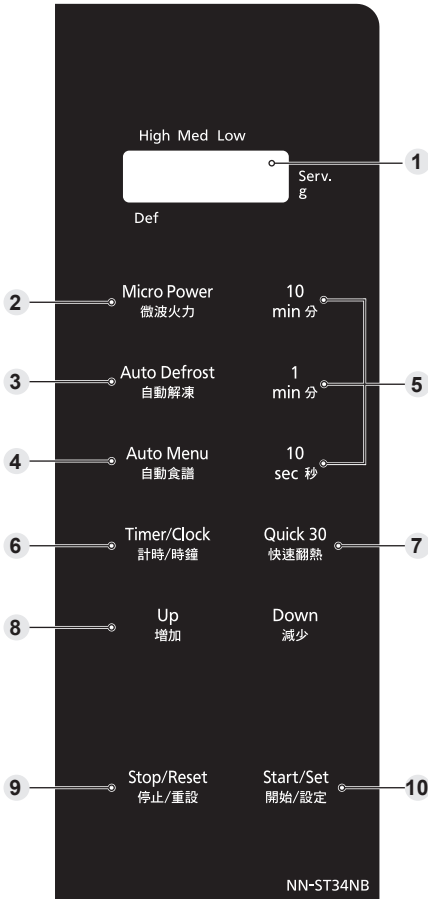 High Med Low
1
Serv.
g
Def
2
Micro Power
微波火力
10
min 分
3
Auto Defrost
自動解凍
1
min 分
5
4
Auto Menu
自動食譜
10
sec 秒
6
Timer/Clock
計時/時鐘
Quick 30
快速翻熱
7
8
Up
增加
Down
減少
9
Stop/Reset
停止/重設
Start/Set
開始/設定
10
NN-ST34NB